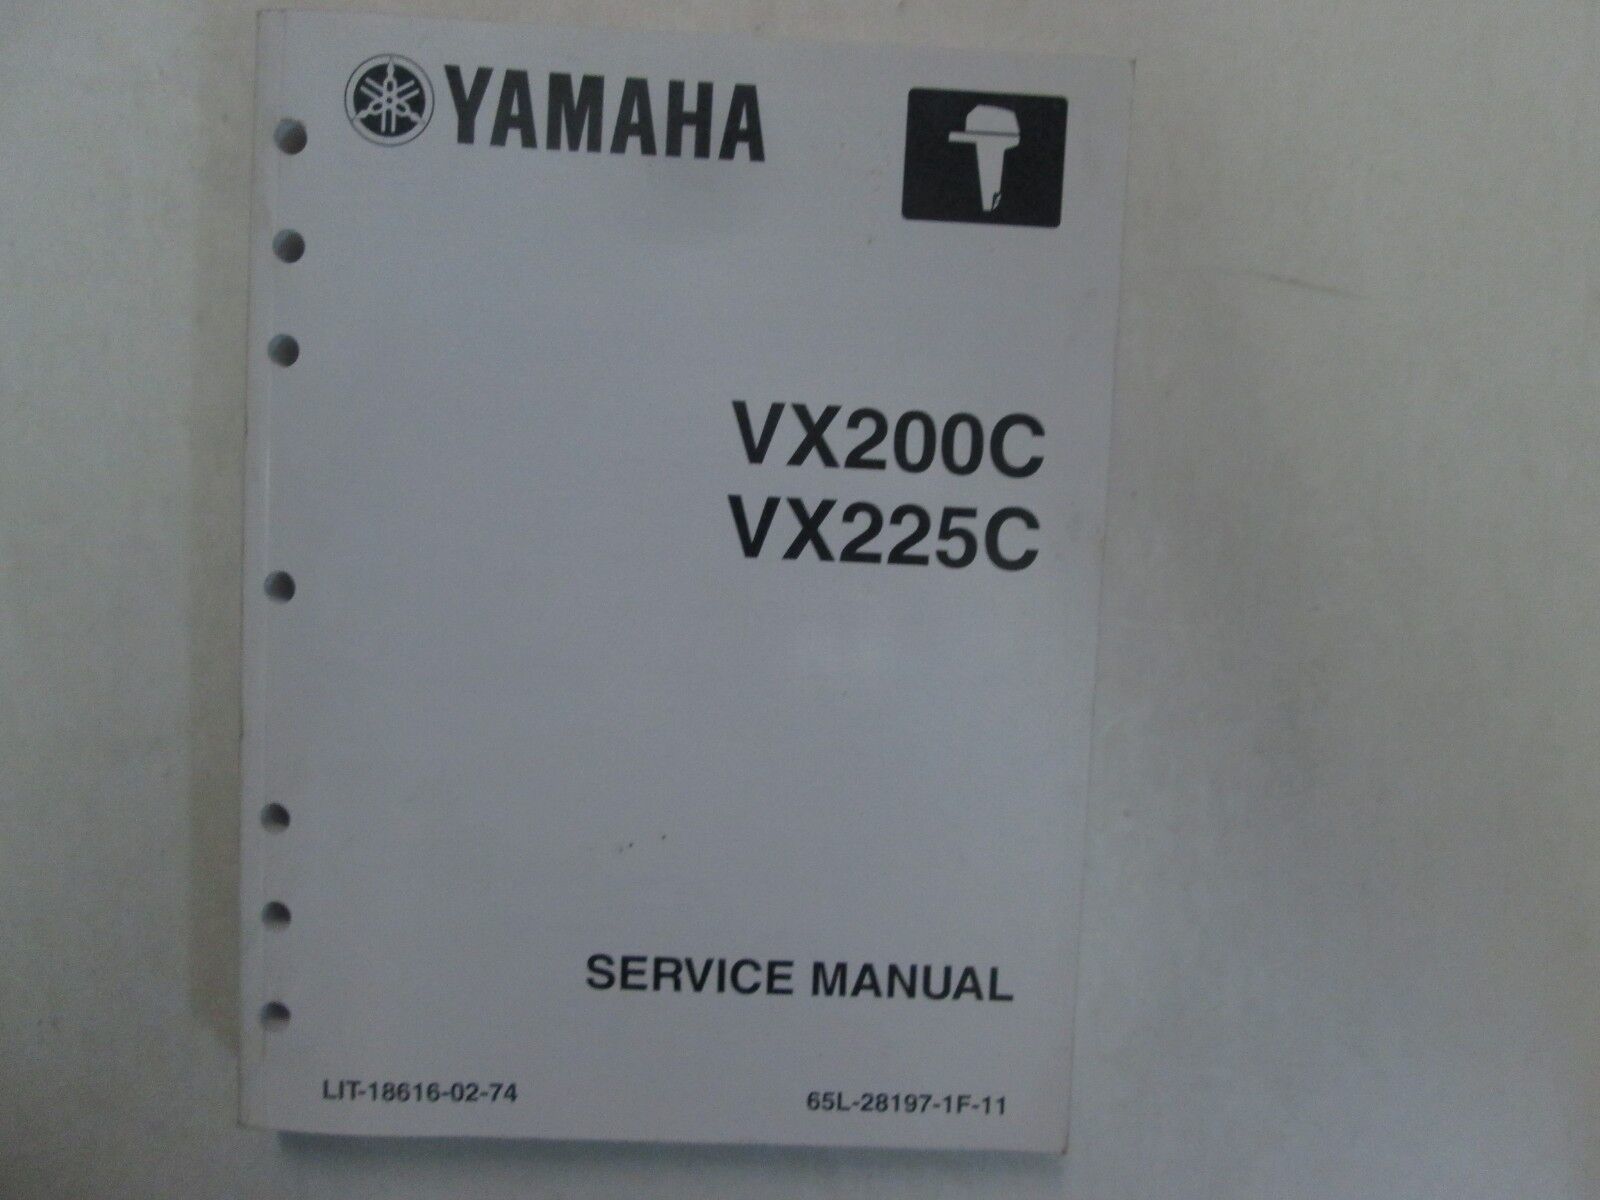 YAMAHA
VX200C
VX225C
SERVICE MANUAL
LIT-18616-02-74
65L-28197-1F-11